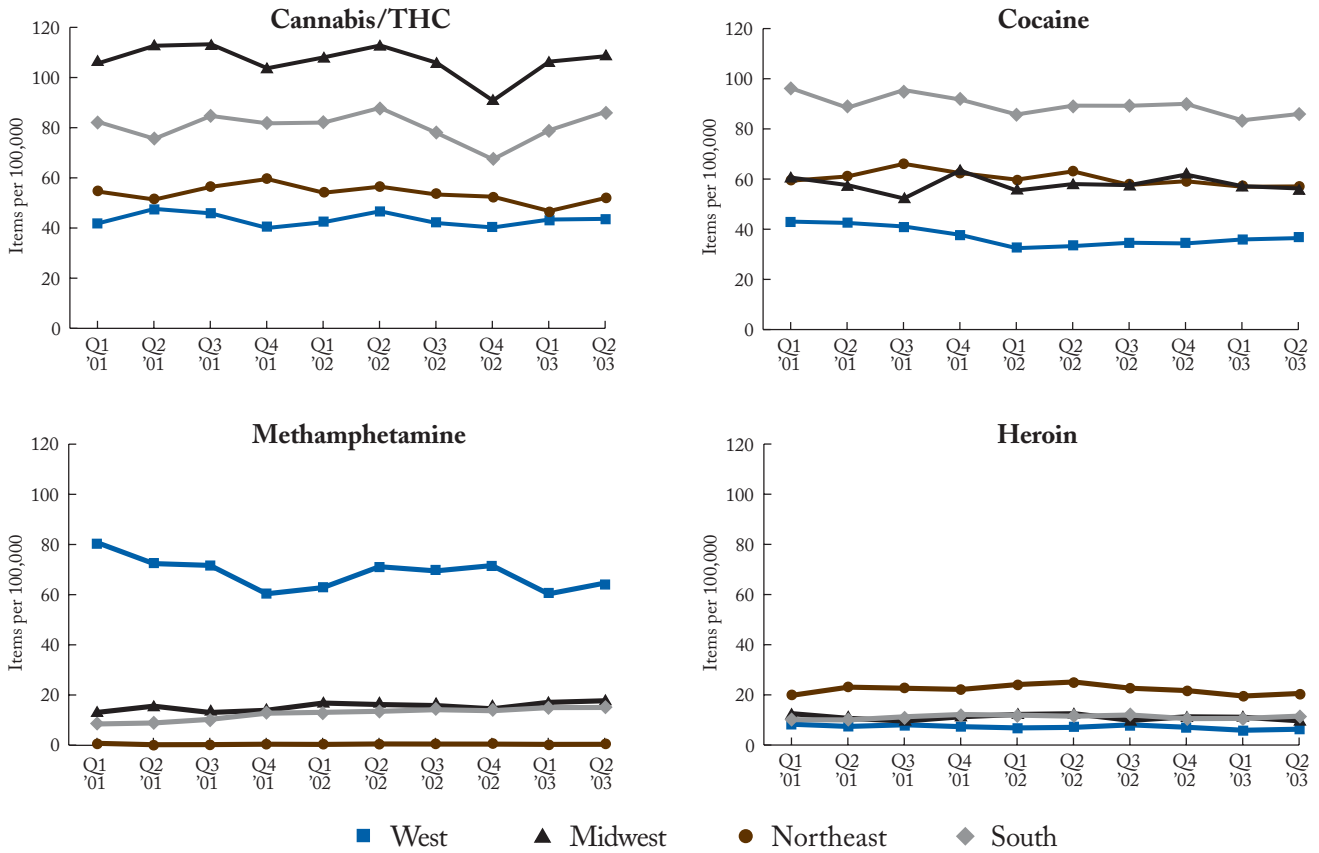 Cannabis/THC
Items per 100,000
120
100
80
60
40
20
0
Q1 Q2 Q3 Q4 Q1 Q2 Q3 Q4 Q1 Q2
’01 ’01 ’01 ’01 ’02 ’02 ’02 ’02 ’03 ’03
Cocaine
Items per 100,000
120
100
80
60
40
20
0
Q1 Q2 Q3 Q4 Q1 Q2 Q3 Q4 Q1 Q2
’01 ’01 ’01 ’01 ’02 ’02 ’02 ’02 ’03 ’03
Methamphetamine
Items per 100,000
120
100
80
60
40
20
0
Q1 Q2 Q3 Q4 Q1 Q2 Q3 Q4 Q1 Q2
’01 ’01 ’01 ’01 ’02 ’02 ’02 ’02 ’03 ’03
Heroin
Items per 100,000
120
100
80
60
40
20
0
Q1 Q2 Q3 Q4 Q1 Q2 Q3 Q4 Q1 Q2
’01 ’01 ’01 ’01 ’02 ’02 ’02 ’02 ’03 ’03
West Midwest Northeast South